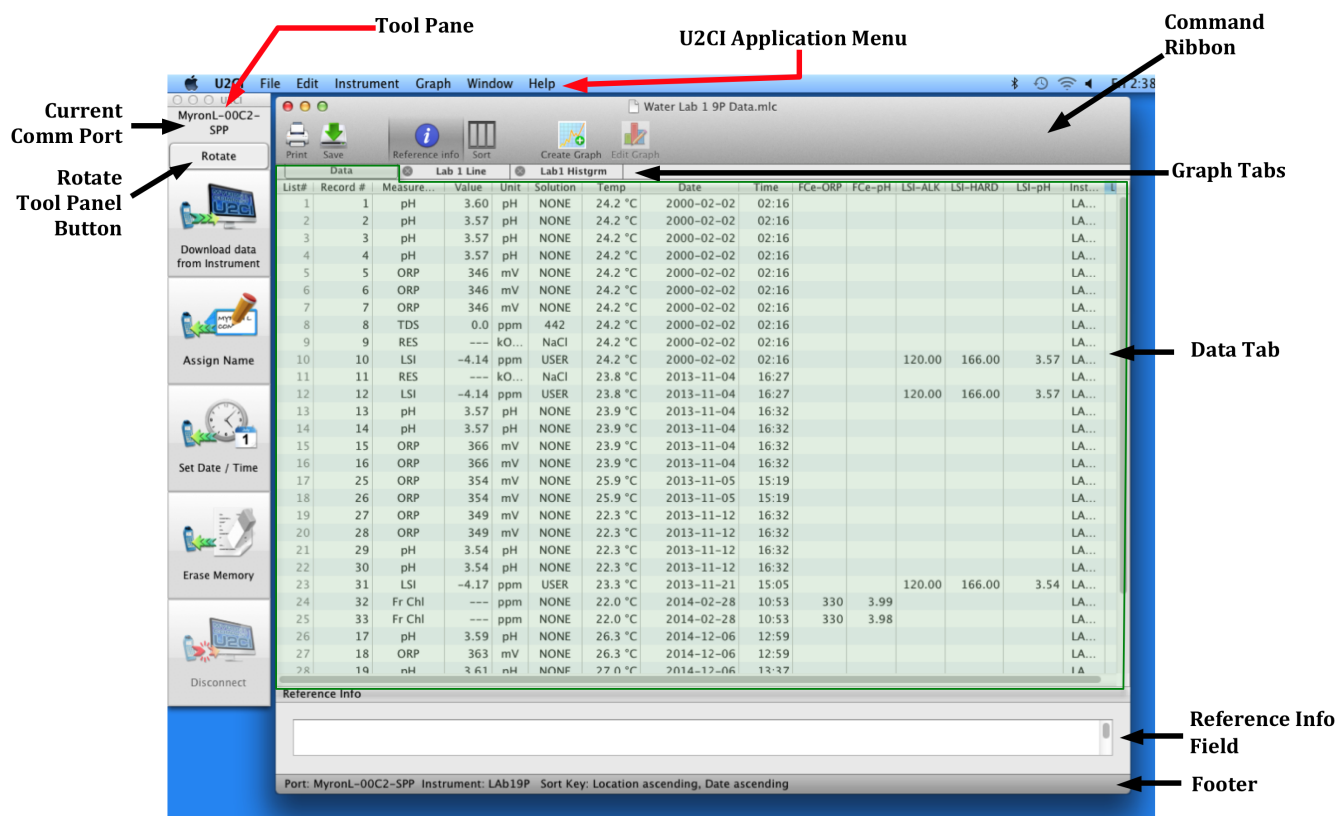 Tool Pane
U2CI Application Menu
Command
Ribbon
U2CI File Edit Instrument Graph Window Help
2:38
U2CI
MyronL-00C2-
SPP
Current
Comm Port
Water Lab 1 9P Data.mlc
Rotate
Print Save Reference info Sort Create Graph Edit Graph
Rotate
Tool Panel
Button
Data Lab 1 Line Lab1 Histgrm
Graph Tabs
List# Record # Measure... Value Unit Solution Temp Date Time FCe-ORP FCe-pH LSI-ALK LSI-HARD LSI-pH Inst... L
1 1 pH 3.60 pH NONE 24.2 °C 2000-02-02 02:16 LA...
2 2 pH 3.57 pH NONE 24.2 °C 2000-02-02 02:16 LA...
3 3 pH 3.57 pH NONE 24.2 °C 2000-02-02 02:16 LA...
4 4 pH 3.57 pH NONE 24.2 °C 2000-02-02 02:16 LA...
5 5 ORP 346 mV NONE 24.2 °C 2000-02-02 02:16 LA...
6 6 ORP 346 mV NONE 24.2 °C 2000-02-02 02:16 LA...
7 7 ORP 346 mV NONE 24.2 °C 2000-02-02 02:16 LA...
8 8 TDS 0.0 ppm 442 24.2 °C 2000-02-02 02:16 LA...
9 9 RES --- kO... NaCl 24.2 °C 2000-02-02 02:16 LA...
10 10 LSI -4.14 ppm USER 24.2 °C 2000-02-02 02:16 120.00 166.00 3.57 LA...
11 11 RES --- kO... NaCl 23.8 °C 2013-11-04 16:27 LA...
12 12 LSI -4.14 ppm USER 23.8 °C 2013-11-04 16:27 120.00 166.00 3.57 LA...
13 13 pH 3.57 pH NONE 23.9 °C 2013-11-04 16:32 LA...
14 14 pH 3.57 pH NONE 23.9 °C 2013-11-04 16:32 LA...
15 15 ORP 366 mV NONE 23.9 °C 2013-11-04 16:32 LA...
16 16 ORP 366 mV NONE 23.9 °C 2013-11-04 16:32 LA...
17 25 ORP 354 mV NONE 25.9 °C 2013-11-05 15:19 LA...
18 26 ORP 354 mV NONE 25.9 °C 2013-11-05 15:19 LA...
19 27 ORP 349 mV NONE 22.3 °C 2013-11-12 16:32 LA...
20 28 ORP 349 mV NONE 22.3 °C 2013-11-12 16:32 LA...
21 29 pH 3.54 pH NONE 22.3 °C 2013-11-12 16:32 LA...
22 30 pH 3.54 pH NONE 22.3 °C 2013-11-12 16:32 LA...
23 31 LSI -4.17 ppm USER 23.3 °C 2013-11-21 15:05 120.00 166.00 3.54 LA...
24 32 Fr Chl --- ppm NONE 22.0 °C 2014-02-28 10:53 330 3.99 LA...
25 33 Fr Chl --- ppm NONE 22.0 °C 2014-02-28 10:53 330 3.98 LA...
26 17 pH 3.59 pH NONE 26.3 °C 2014-12-06 12:59 LA...
27 18 ORP 363 mV NONE 26.3 °C 2014-12-06 12:59 LA...
28 19 pH 3.61 pH NONE 27.0 °C 2014-12-06 13:37 LA...
U2CI
Download data
from Instrument
Assign Name
1
Set Date / Time
Erase Memory
U2CI
Disconnect
Data Tab
Reference Info
Reference Info
Field
Port: MyronL-00C2-SPP Instrument: LAb19P Sort Key: Location ascending, Date ascending
Footer